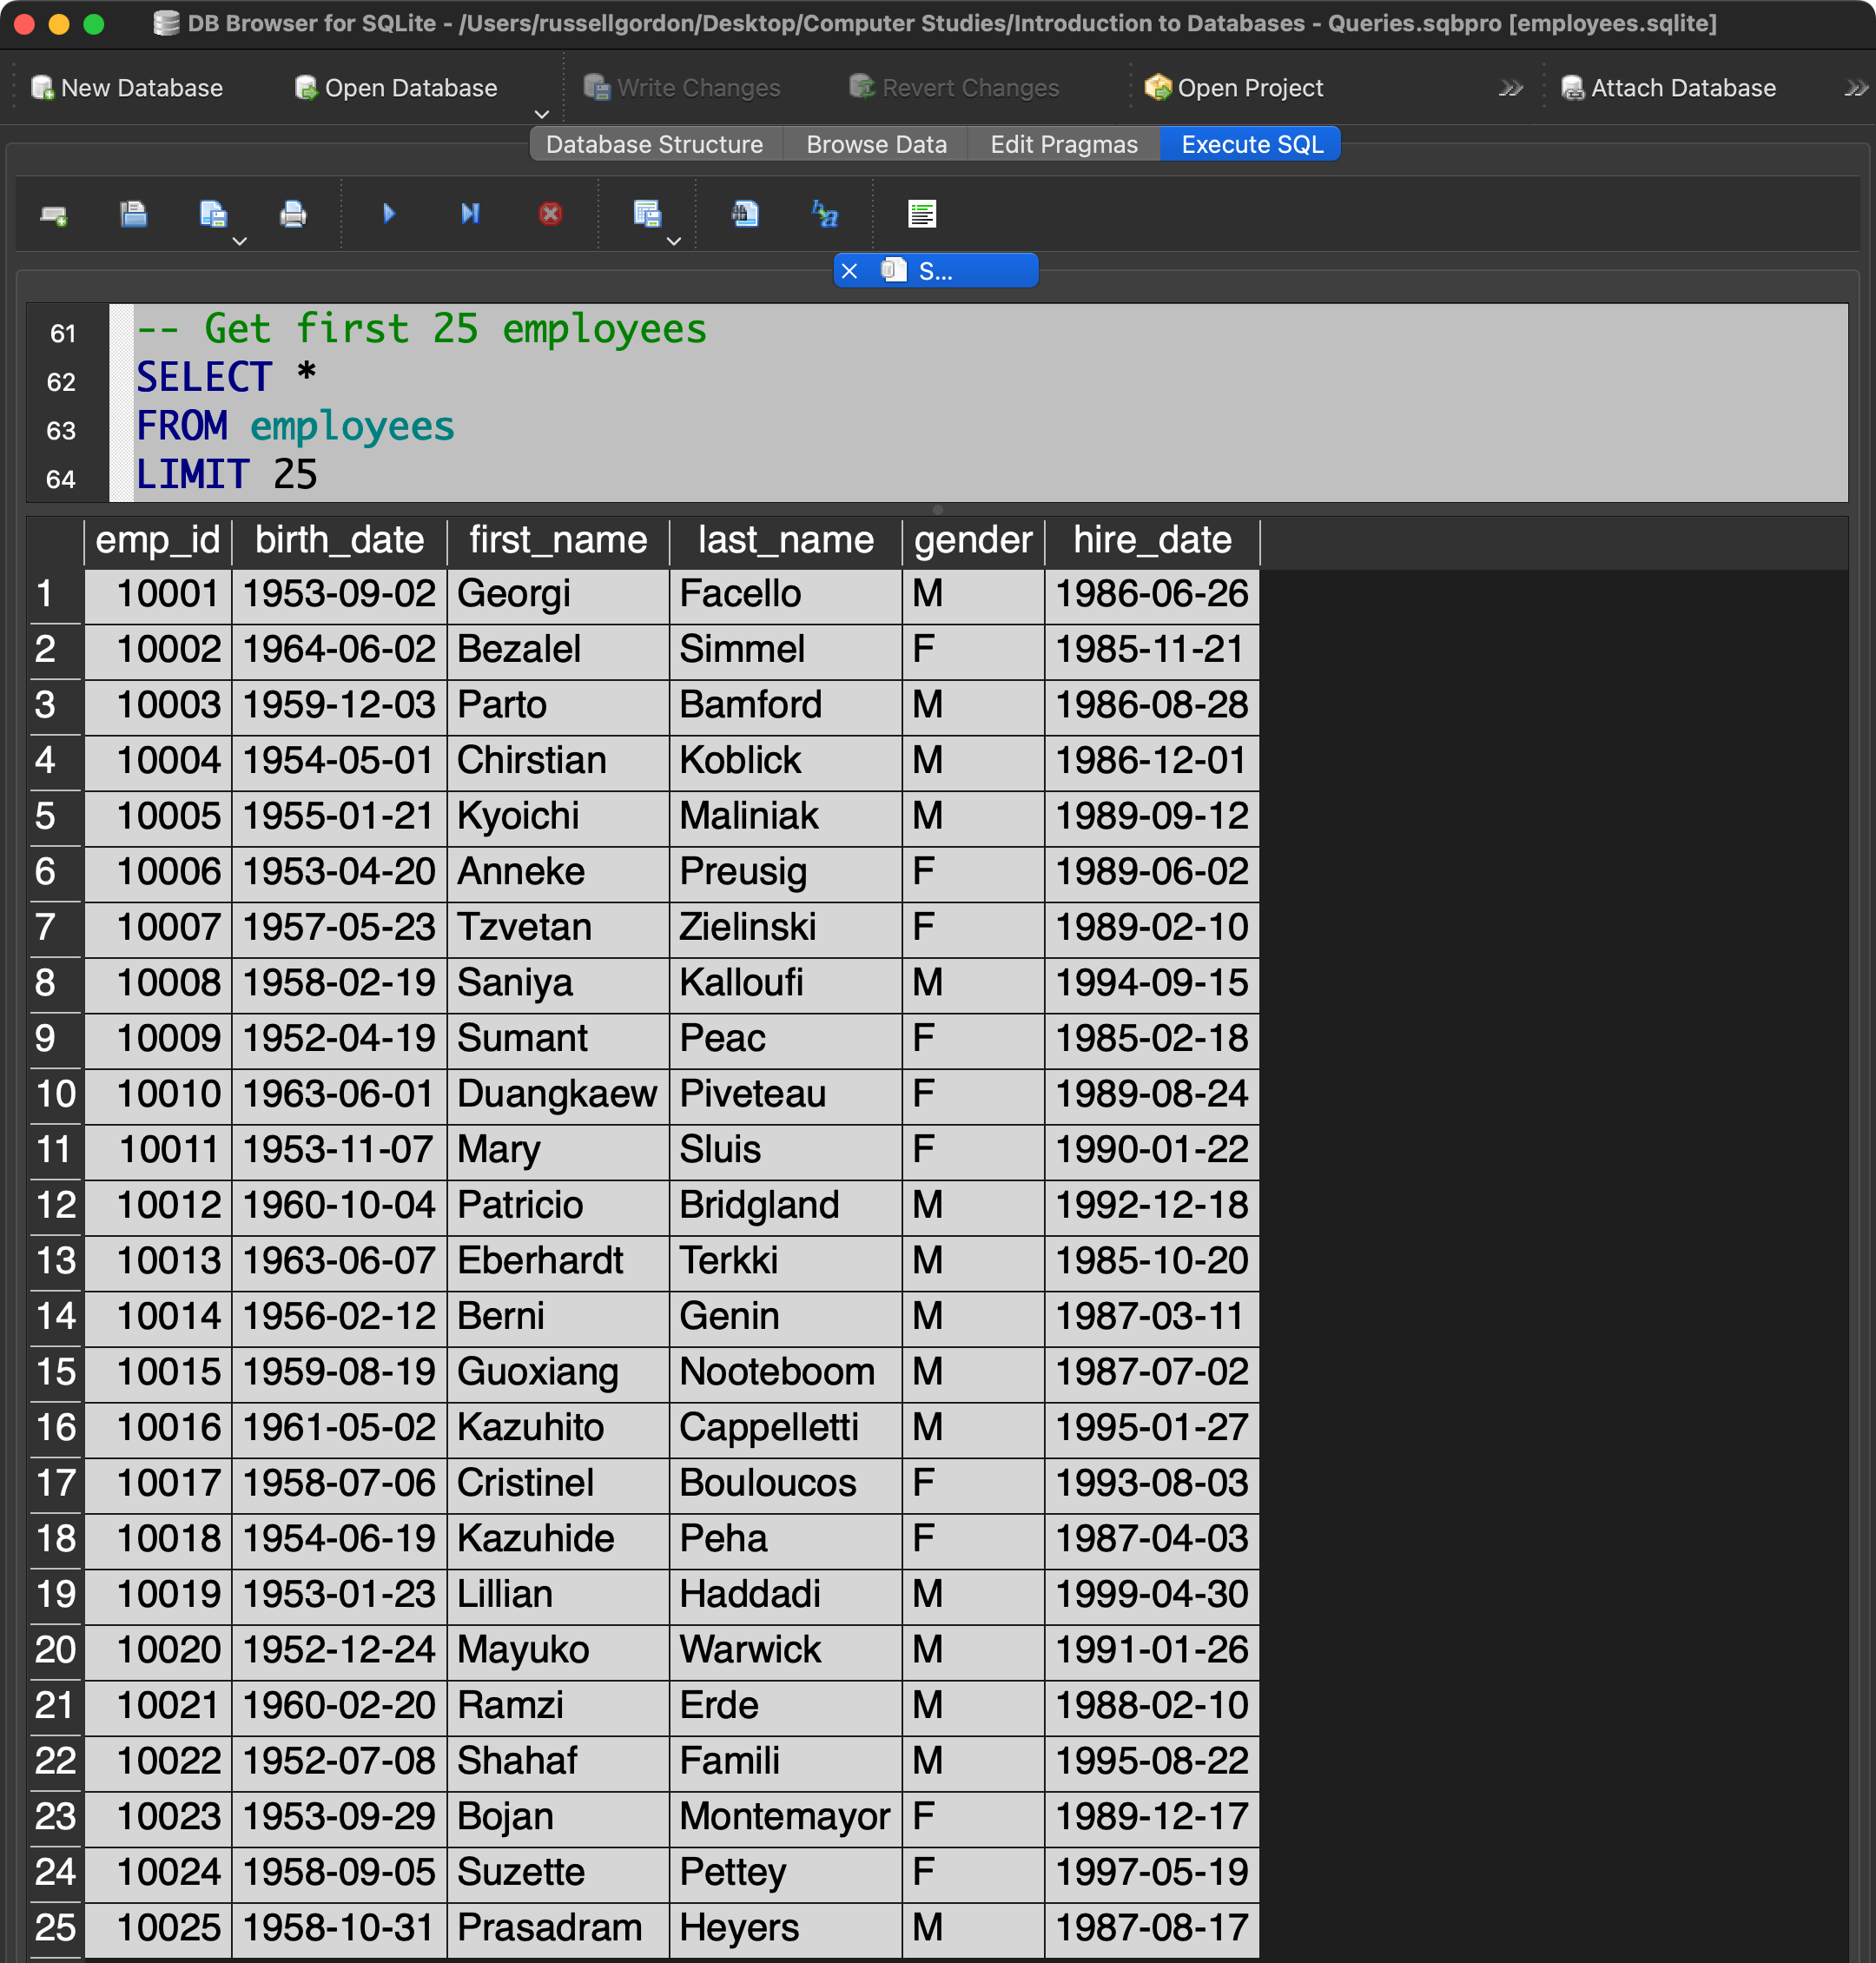 DB Browser for SQLite - /Users/russellgordon/Desktop/Computer Studies/Introduction to Databases - Queries.sqbpro [employees.sqlite]
New Database Open Database Write Changes Revert Changes Open Project Attach Database
Database Structure Browse Data Edit Pragmas Execute SQL
S...
61 -- Get first 25 employees
62 SELECT *
63 FROM employees
64 LIMIT 25
emp_id birth_date first_name last_name gender hire_date
1 10001 1953-09-02 Georgi Facello M 1986-06-26
2 10002 1964-06-02 Bezalel Simmel F 1985-11-21
3 10003 1959-12-03 Parto Bamford M 1986-08-28
4 10004 1954-05-01 Chirstian Koblick M 1986-12-01
5 10005 1955-01-21 Kyoichi Maliniak M 1989-09-12
6 10006 1953-04-20 Anneke Preusig F 1989-06-02
7 10007 1957-05-23 Tzvetan Zielinski F 1989-02-10
8 10008 1958-02-19 Saniya Kalloufi M 1994-09-15
9 10009 1952-04-19 Sumant Peac F 1985-02-18
10 10010 1963-06-01 Duangkaew Piveteau F 1989-08-24
11 10011 1953-11-07 Mary Sluis F 1990-01-22
12 10012 1960-10-04 Patricio Bridgland M 1992-12-18
13 10013 1963-06-07 Eberhardt Terkki M 1985-10-20
14 10014 1956-02-12 Berni Genin M 1987-03-11
15 10015 1959-08-19 Guoxiang Nooteboom M 1987-07-02
16 10016 1961-05-02 Kazuhito Cappelletti M 1995-01-27
17 10017 1958-07-06 Cristinel Bouloucos F 1993-08-03
18 10018 1954-06-19 Kazuhide Peha F 1987-04-03
19 10019 1953-01-23 Lillian Haddadi M 1999-04-30
20 10020 1952-12-24 Mayuko Warwick M 1991-01-26
21 10021 1960-02-20 Ramzi Erde M 1988-02-10
22 10022 1952-07-08 Shahaf Famili M 1995-08-22
23 10023 1953-09-29 Bojan Montemayor F 1989-12-17
24 10024 1958-09-05 Suzette Pettey F 1997-05-19
25 10025 1958-10-31 Prasadram Heyers M 1987-08-17